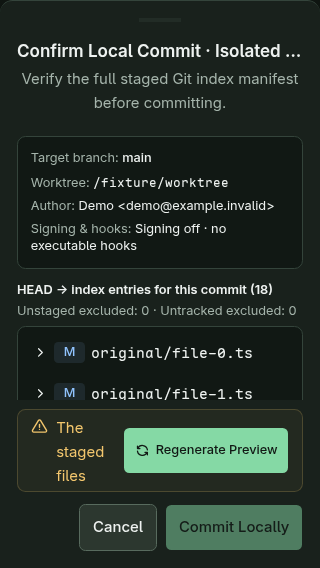 Confirm Local Commit · Isolated ...
Verify the full staged Git index manifest
before committing.
Target branch: main
Worktree: /fixture/worktree
Author: Demo <demo@example.invalid>
Signing & hooks: Signing off · no
executable hooks
HEAD → index entries for this commit (18)
Unstaged excluded: 0 · Untracked excluded: 0
M original/file-0.ts
M original/file-1.ts
The
staged
files
Regenerate Preview
Cancel
Commit Locally